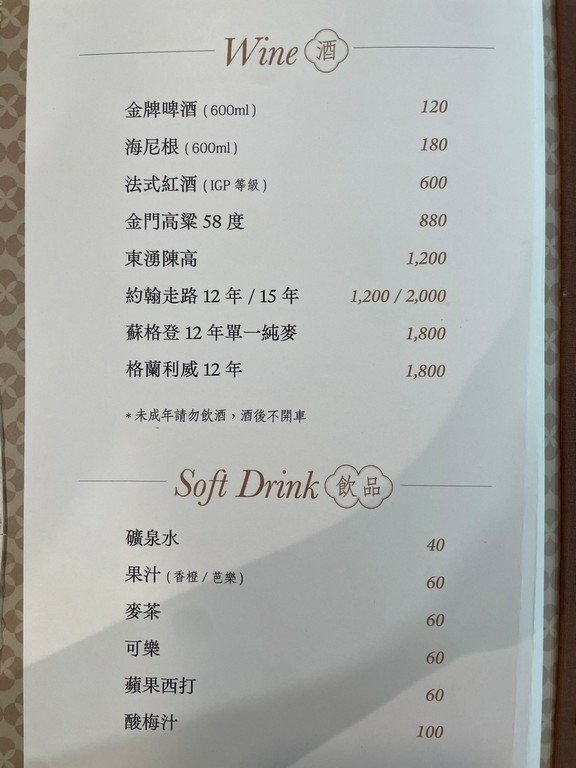 Wine 酒
金牌啤酒 (600ml) 120
海尼根 (600ml) 180
法式紅酒 (IGP 等級) 600
金門高粱 58 度 880
東湧陳高 1,200
約翰走路 12 年 / 15 年 1,200 / 2,000
蘇格登 12 年單一純麥 1,800
格蘭利威 12 年 1,800
*未成年請勿飲酒，酒後不開車
Soft Drink 飲品
礦泉水 40
果汁 (香橙 / 芭樂) 60
麥茶 60
可樂 60
蘋果西打 60
酸梅汁 100